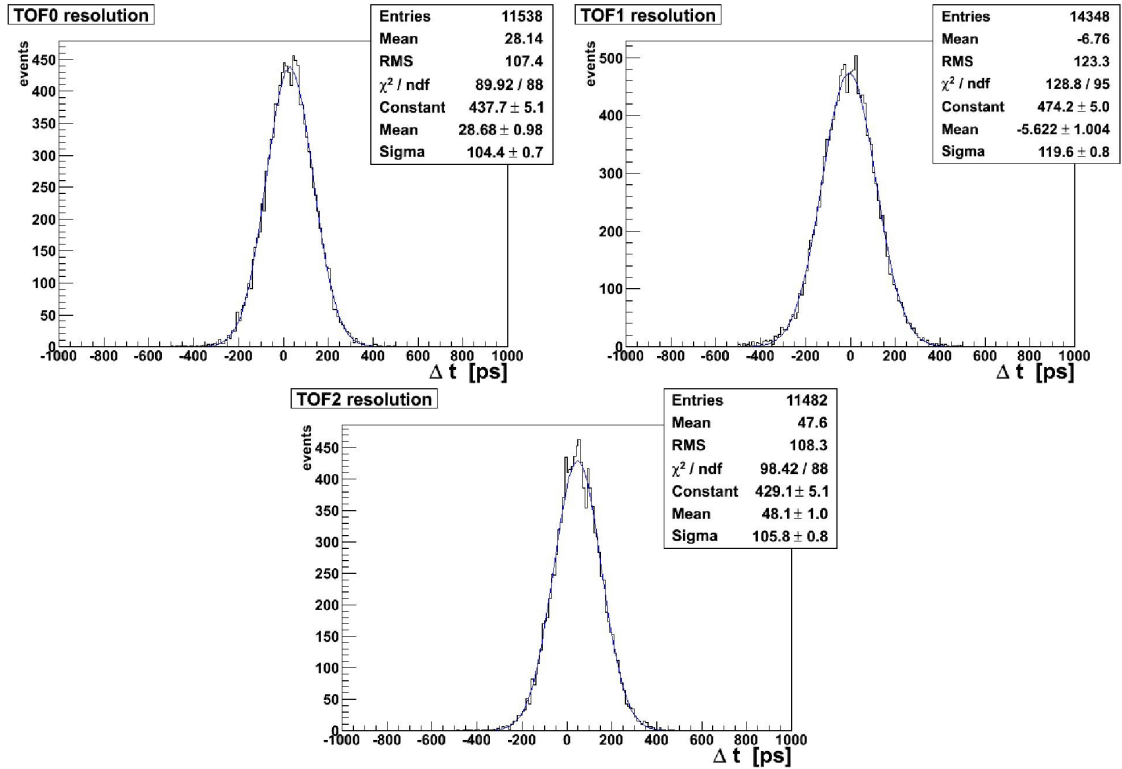 TOF0 resolution
events
450
400
350
300
250
200
150
100
50
0
-1000 -800 -600 -400 -200 0 200 400 600 800 1000
Δ t [ps]
Entries 11538
Mean 28.14
RMS 107.4
χ² / ndf 89.92 / 88
Constant 437.7 ± 5.1
Mean 28.68 ± 0.98
Sigma 104.4 ± 0.7
TOF1 resolution
events
500
400
300
200
100
0
-1000 -800 -600 -400 -200 0 200 400 600 800 1000
Δ t [ps]
Entries 14348
Mean -6.76
RMS 123.3
χ² / ndf 128.8 / 95
Constant 474.2 ± 5.0
Mean -5.622 ± 1.004
Sigma 119.6 ± 0.8
TOF2 resolution
events
450
400
350
300
250
200
150
100
50
0
-1000 -800 -600 -400 -200 0 200 400 600 800 1000
Δ t [ps]
Entries 11482
Mean 47.6
RMS 108.3
χ² / ndf 98.42 / 88
Constant 429.1 ± 5.1
Mean 48.1 ± 1.0
Sigma 105.8 ± 0.8